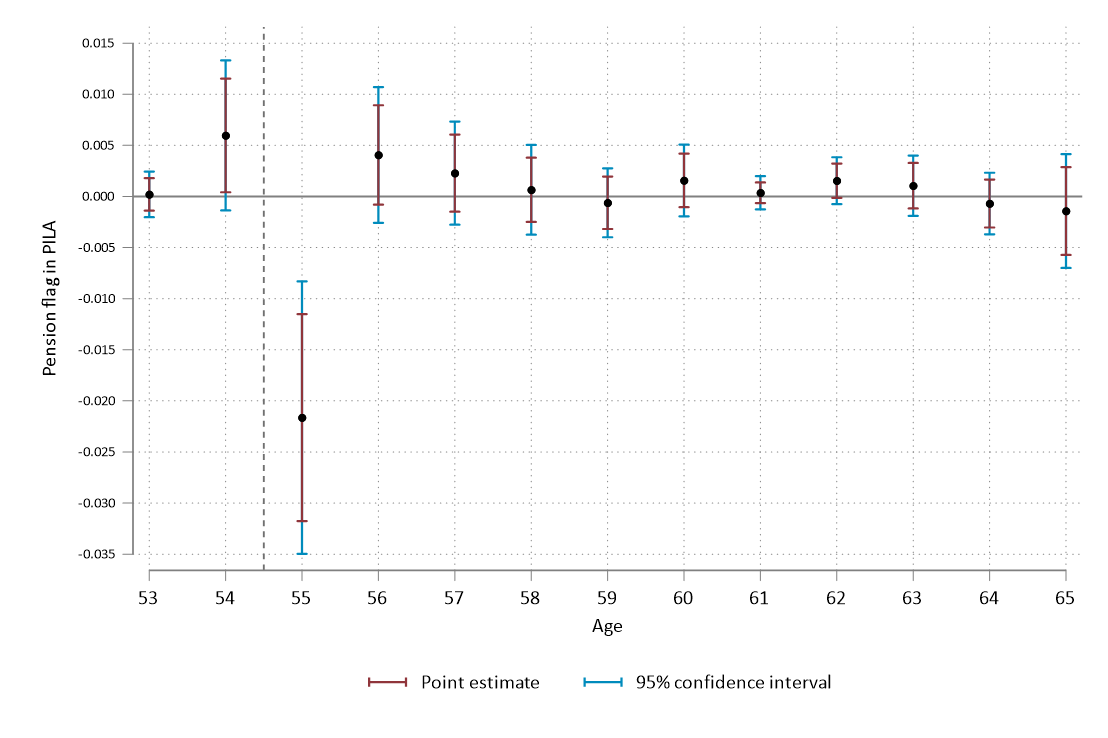 0.015
0.010
0.005
0.000
-0.005
-0.010
-0.015
-0.020
-0.025
-0.030
-0.035
Pension flag in PILA
53 54 55 56 57 58 59 60 61 62 63 64 65
Age
Point estimate 95% confidence interval